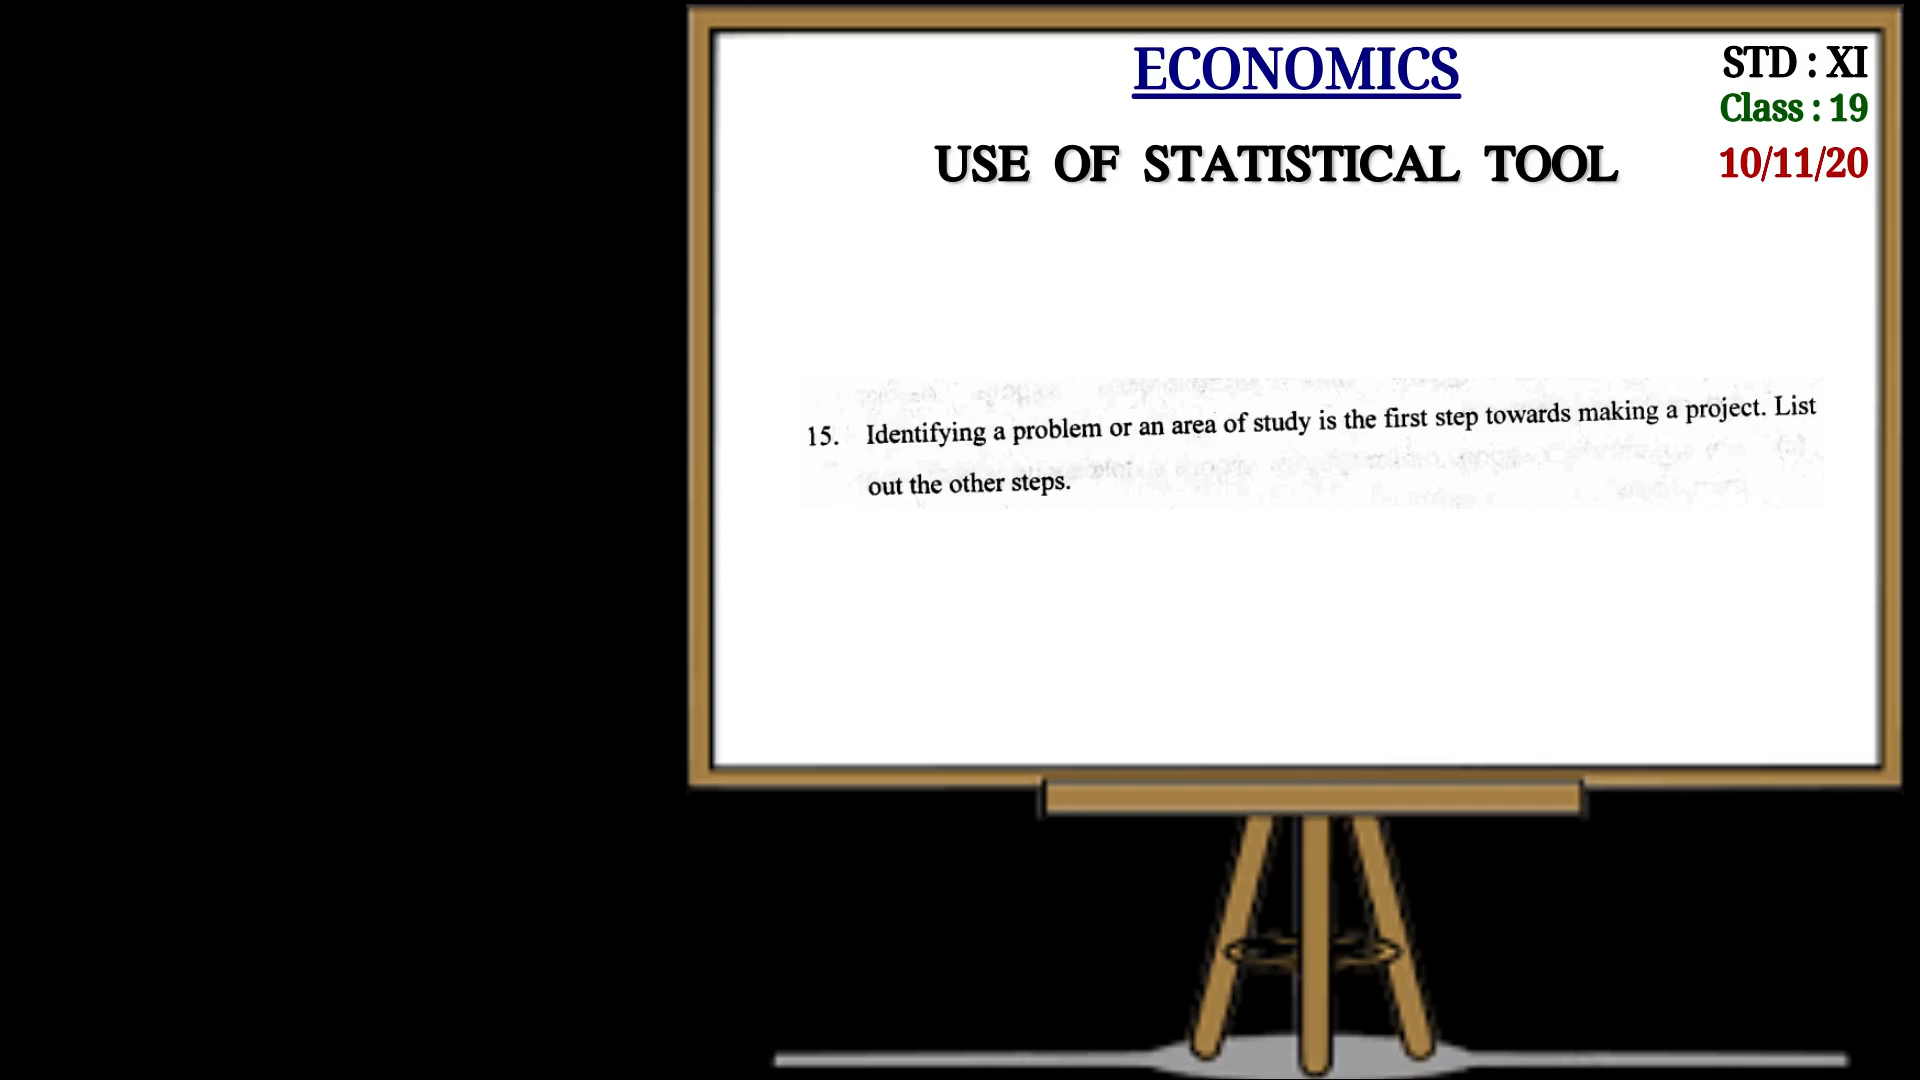 ECONOMICS
STD : XI
Class : 19
USE OF STATISTICAL TOOL
10/11/20
15. Identifying a problem or an area of study is the first step towards making a project. List
out the other steps.